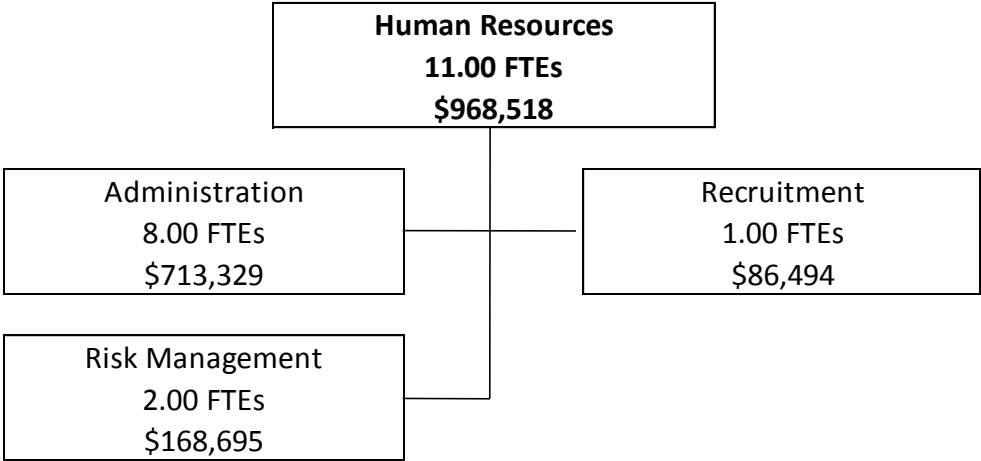 Human Resources
11.00 FTEs
$968,518
Administration
8.00 FTEs
$713,329
Recruitment
1.00 FTEs
$86,494
Risk Management
2.00 FTEs
$168,695